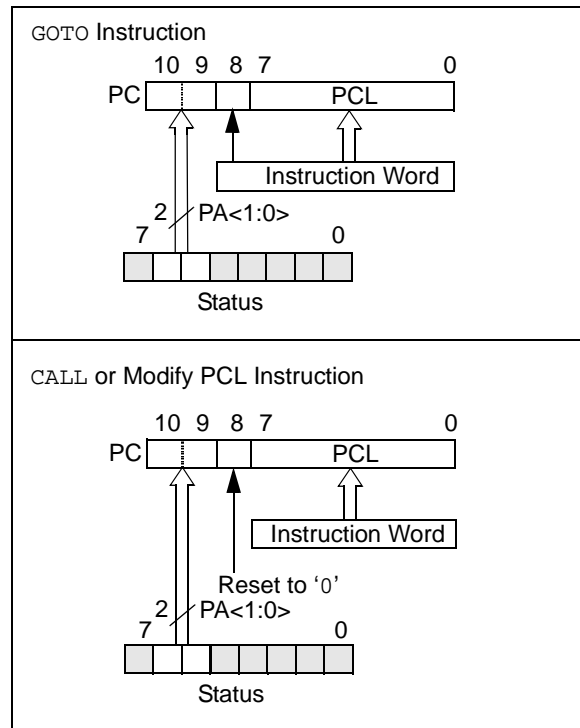 GOTO Instruction
10 9 8 7 0
PC PCL
Instruction Word
2 PA<1:0>
7 0
Status
CALL or Modify PCL Instruction
10 9 8 7 0
PC PCL
Instruction Word
Reset to ‘0’
2 PA<1:0>
7 0
Status